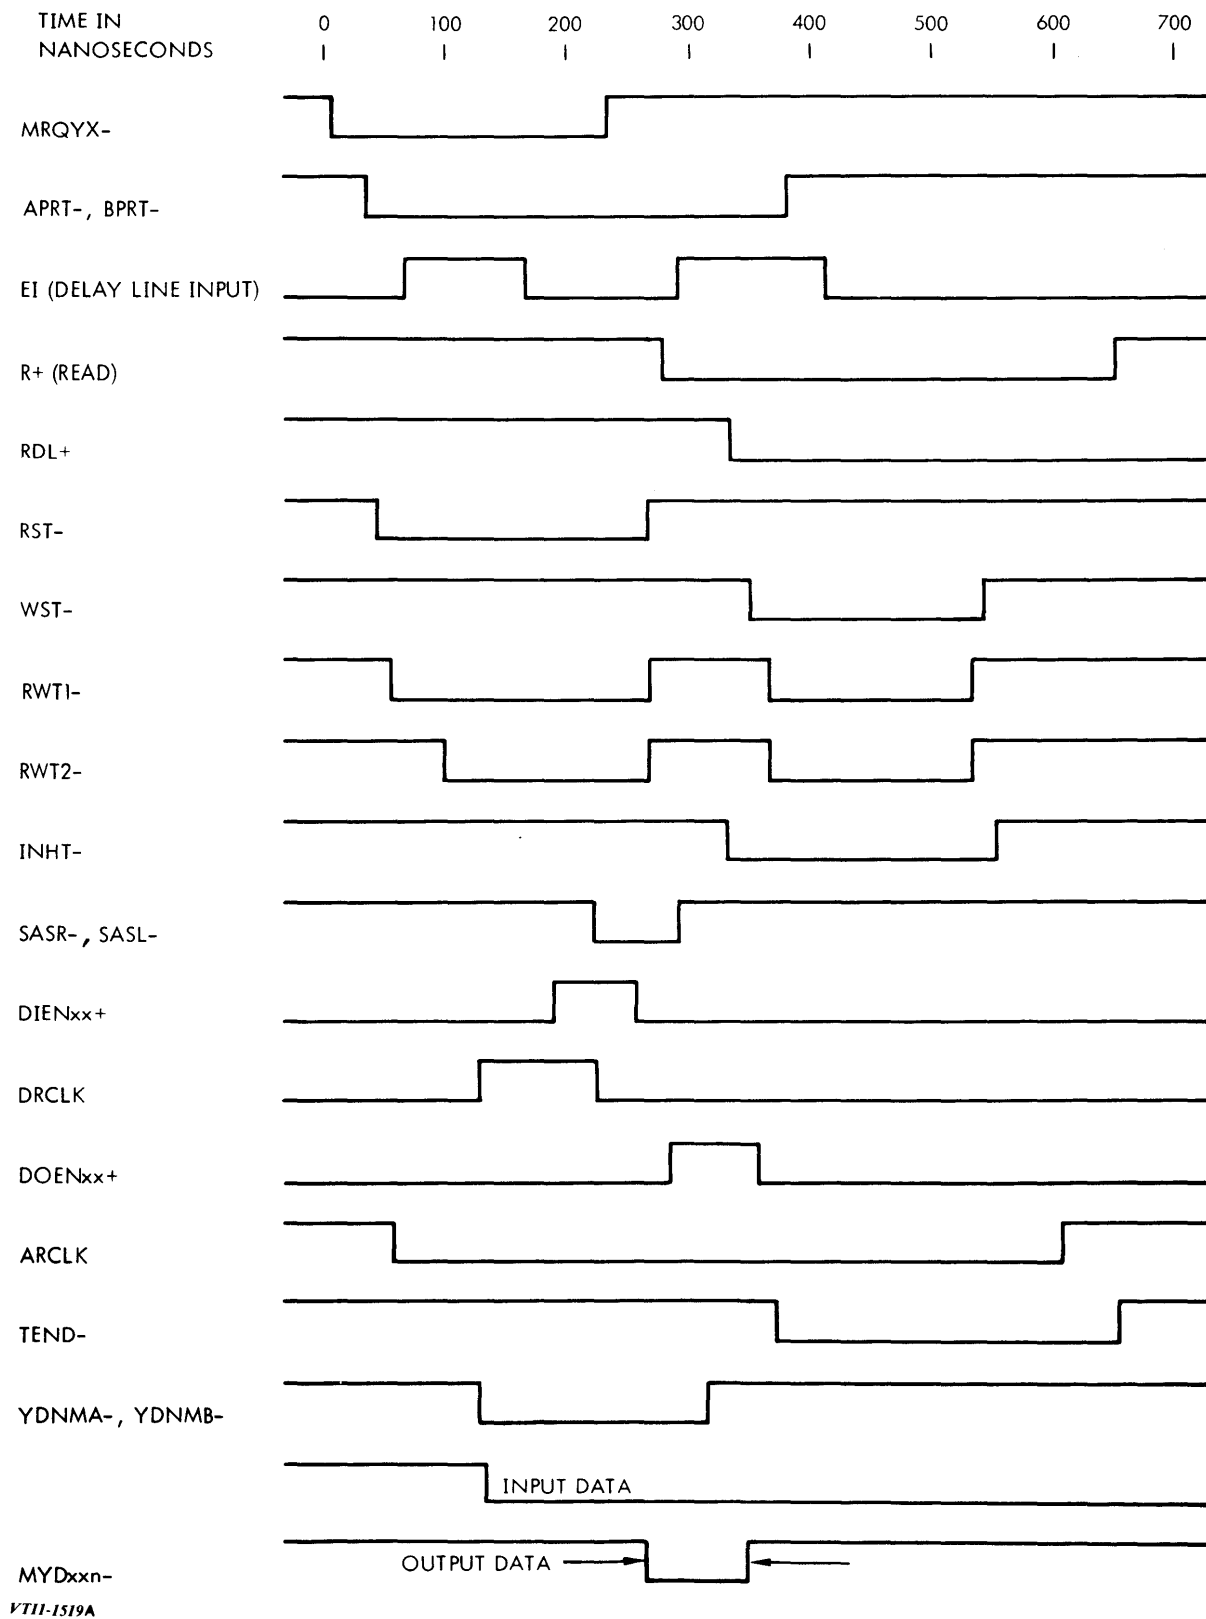 TIME IN
NANOSECONDS
0 100 200 300 400 500 600 700
MRQYX-
APRT-, BPRT-
EI (DELAY LINE INPUT)
R+ (READ)
RDL+
RST-
WST-
RWT1-
RWT2-
INHT-
SASR-, SASL-
DIENxx+
DRCLK
DOENxx+
ARCLK
TEND-
YDNMA-, YDNMB-
INPUT DATA
OUTPUT DATA
MYDxxn-
VT11-1519A